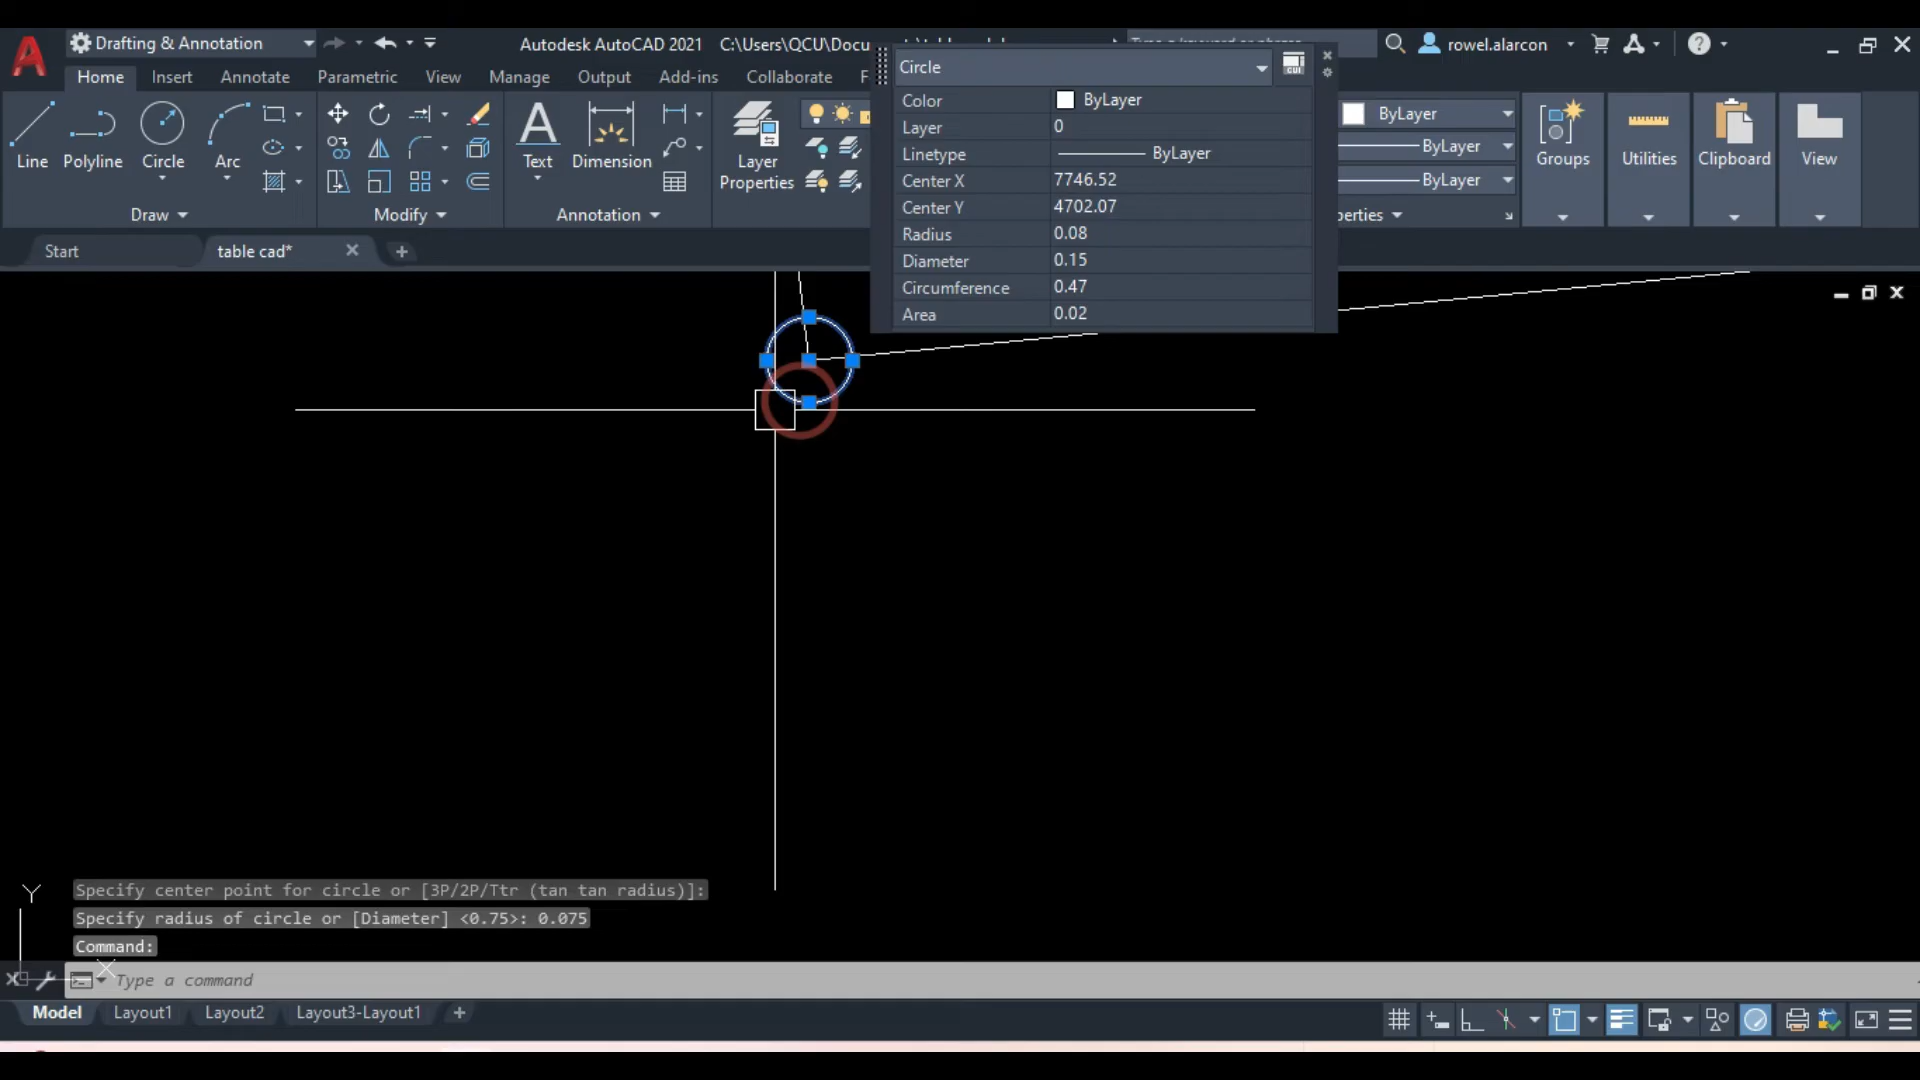 Drafting & Annotation
Autodesk AutoCAD 2021 C:\Users\QCU\Docu
rowel.alarcon
Home Insert Annotate Parametric View Manage Output Add-ins Collaborate F
Line Polyline Circle Arc
Draw
Modify
Text Dimension
Annotation
Layer
Properties
ByLayer
ByLayer
ByLayer
perties
Groups Utilities Clipboard View
Circle
CUI
Color ByLayer
Layer 0
Linetype ByLayer
Center X 7746.52
Center Y 4702.07
Radius 0.08
Diameter 0.15
Circumference 0.47
Area 0.02
Start table cad*
Y
X
Specify center point for circle or [3P/2P/Ttr (tan tan radius)]:
Specify radius of circle or [Diameter] <0.75>: 0.075
Command:
Type a command
Model Layout1 Layout2 Layout3-Layout1